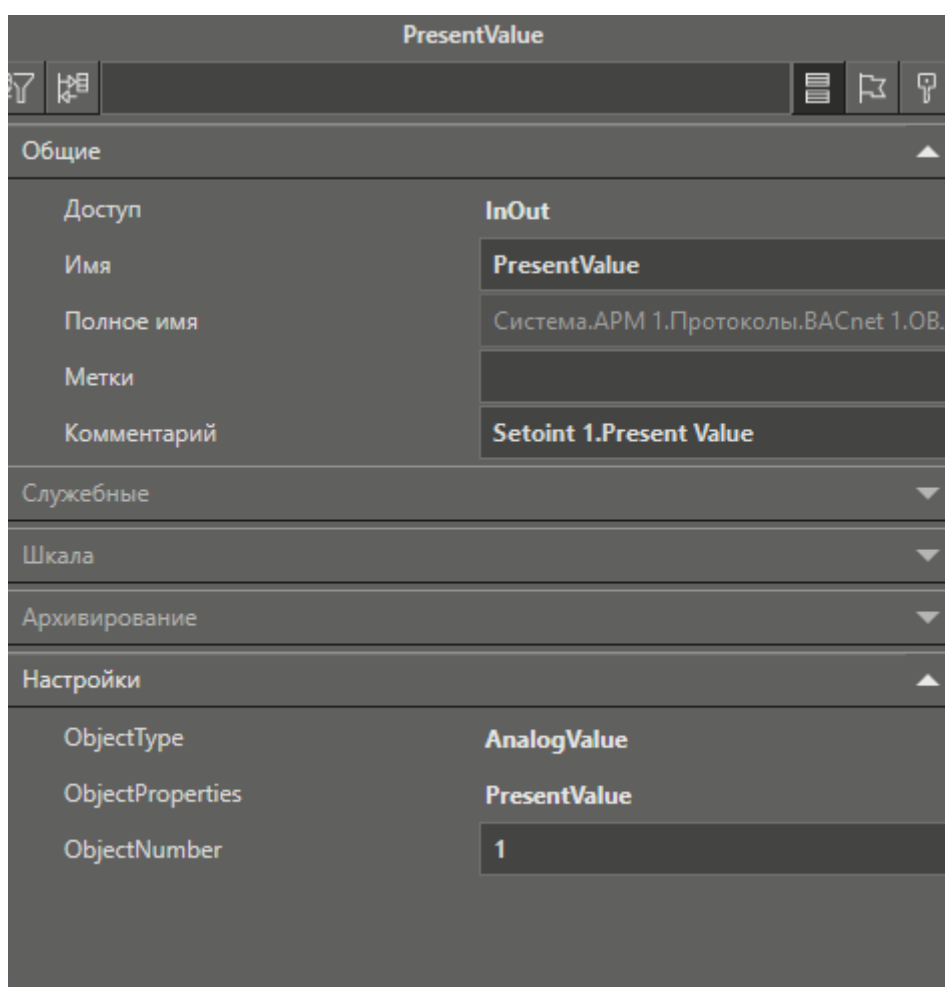 PresentValue
Общие
Доступ InOut
Имя PresentValue
Полное имя Система.АРМ 1.Протоколы.BACnet 1.OB.
Метки
Комментарий Setoint 1.Present Value
Служебные
Шкала
Архивирование
Настройки
ObjectType AnalogValue
ObjectProperties PresentValue
ObjectNumber 1